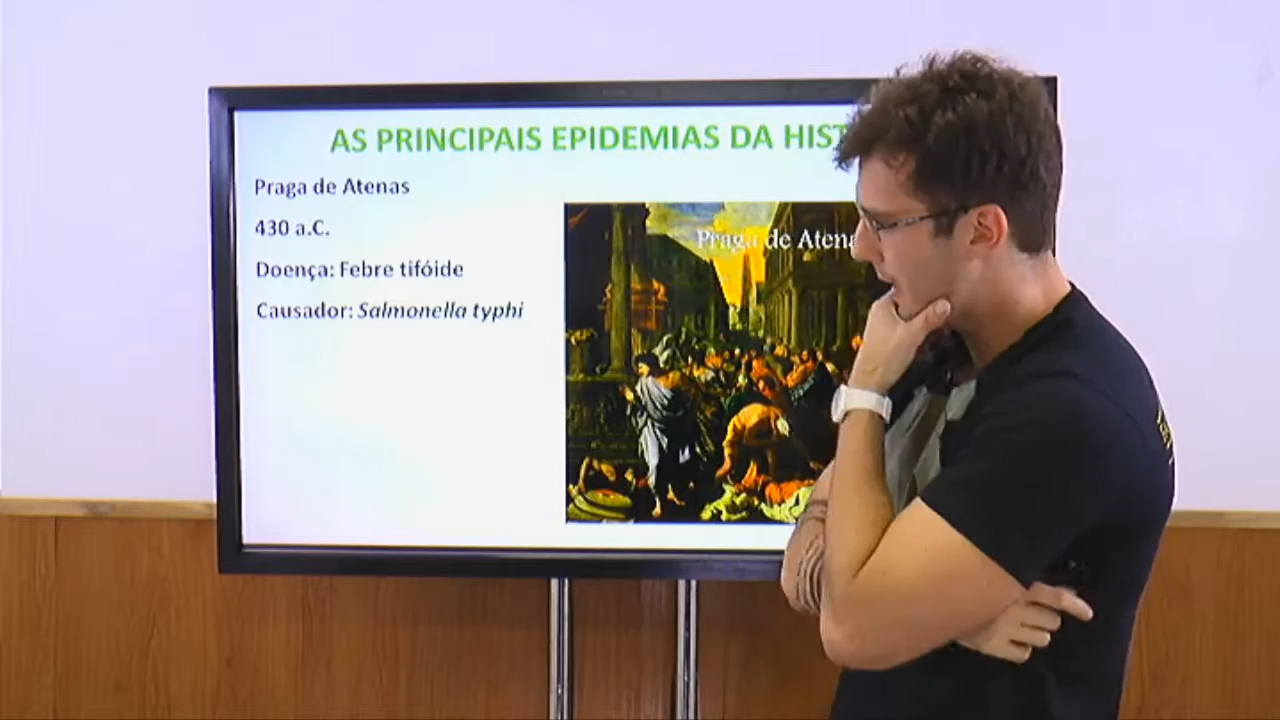 AS PRINCIPAIS EPIDEMIAS DA HIST
Praga de Atenas
430 a.C.
Doença: Febre tifóide
Causador: Salmonella typhi
Praga de Atena